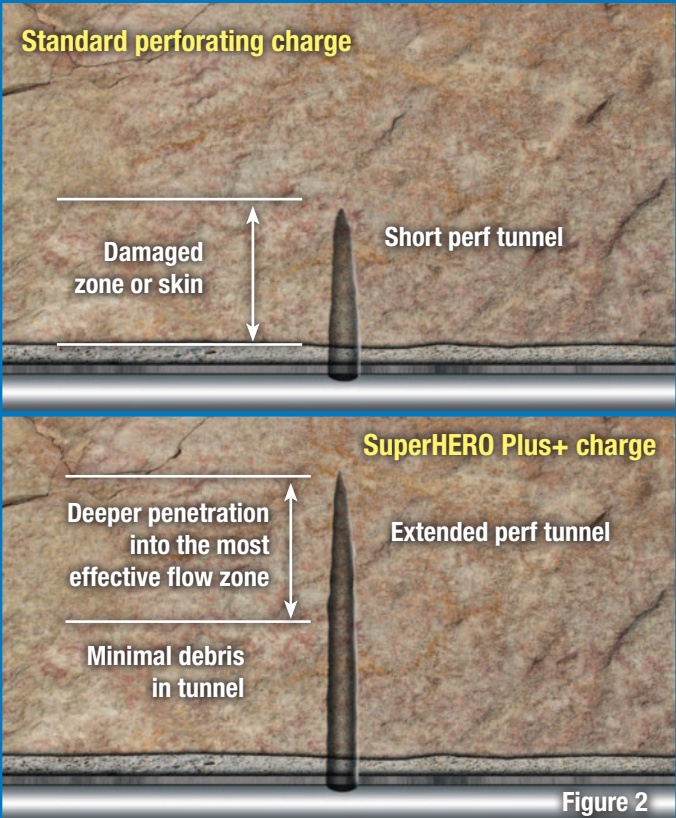 Standard perforating charge
Damaged
zone or skin
Short perf tunnel
SuperHERO Plus+ charge
Deeper penetration
into the most
effective flow zone
Extended perf tunnel
Minimal debris
in tunnel
Figure 2